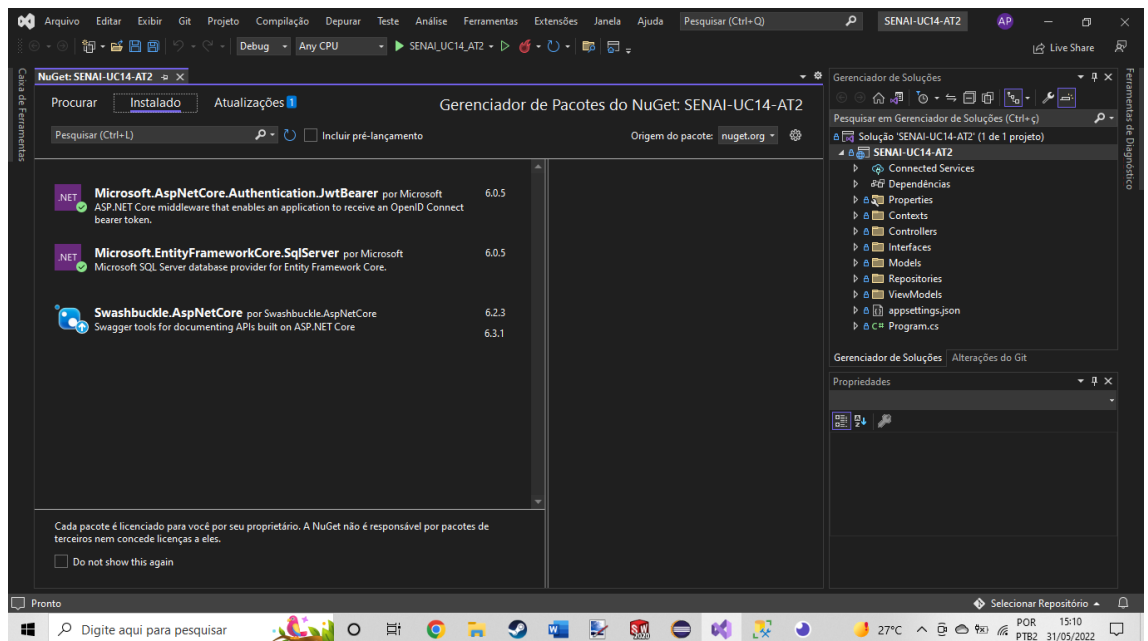 Arquivo Editar Exibir Git Projeto Compilação Depurar Teste Análise Ferramentas Extensões Janela Ajuda Pesquisar (Ctrl+Q) SENAI-UC14-AT2 AP
Debug Any CPU SENAI_UC14_AT2 Live Share
Caixa de Ferramentas
NuGet: SENAI-UC14-AT2
Procurar Instalado Atualizações 1 Gerenciador de Pacotes do NuGet: SENAI-UC14-AT2
Pesquisar (Ctrl+L) Incluir pré-lançamento Origem do pacote: nuget.org
.NET Microsoft.AspNetCore.Authentication.JwtBearer por Microsoft 6.0.5
ASP.NET Core middleware that enables an application to receive an OpenID Connect
bearer token.
.NET Microsoft.EntityFrameworkCore.SqlServer por Microsoft 6.0.5
Microsoft SQL Server database provider for Entity Framework Core.
Swashbuckle.AspNetCore por Swashbuckle.AspNetCore 6.2.3
Swagger tools for documenting APIs built on ASP.NET Core
6.3.1
Cada pacote é licenciado para você por seu proprietário. A NuGet não é responsável por pacotes de
terceiros nem concede licenças a eles.
Do not show this again
Gerenciador de Soluções
Pesquisar em Gerenciador de Soluções (Ctrl+ç)
Solução 'SENAI-UC14-AT2' (1 de 1 projeto)
SENAI-UC14-AT2
Connected Services
Dependências
Properties
Contexts
Controllers
Interfaces
Models
Repositories
ViewModels
appsettings.json
C# Program.cs
Gerenciador de Soluções Alterações do Git
Propriedades
Ferramentas de Diagnóstico
Pronto Selecionar Repositório
Digite aqui para pesquisar 27°C POR 15:10
PTB2 31/05/2022